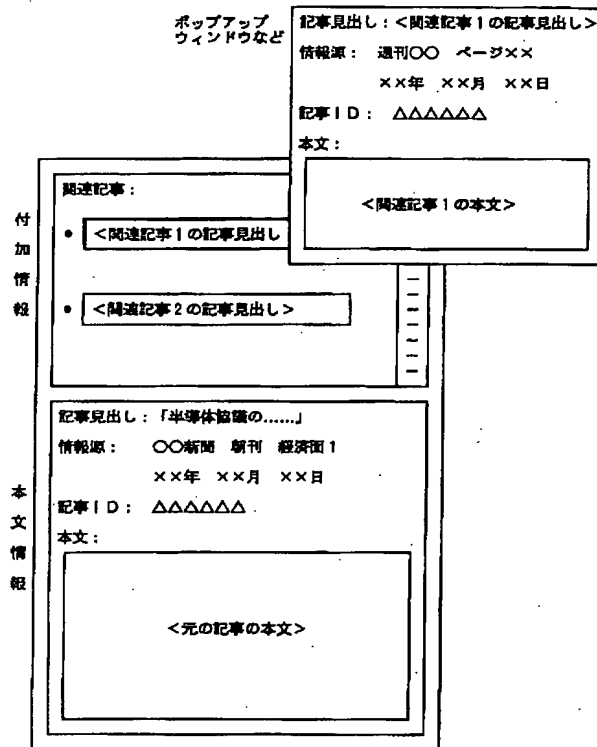 ポップアップ
ウィンドウなど
記事見出し：<関連記事１の記事見出し>
情報源： 週刊〇〇 ページ××
××年 ××月 ××日
記事ＩＤ： △△△△△△
本文：
<関連記事１の本文>
付加情報
関連記事：
• <関連記事１の記事見出し
• <関連記事２の記事見出し>
本文情報
記事見出し：「半導体協議の......」
情報源： 〇〇新聞 朝刊 経済面１
××年 ××月 ××日
記事ＩＤ： △△△△△△
本文：
<元の記事の本文>